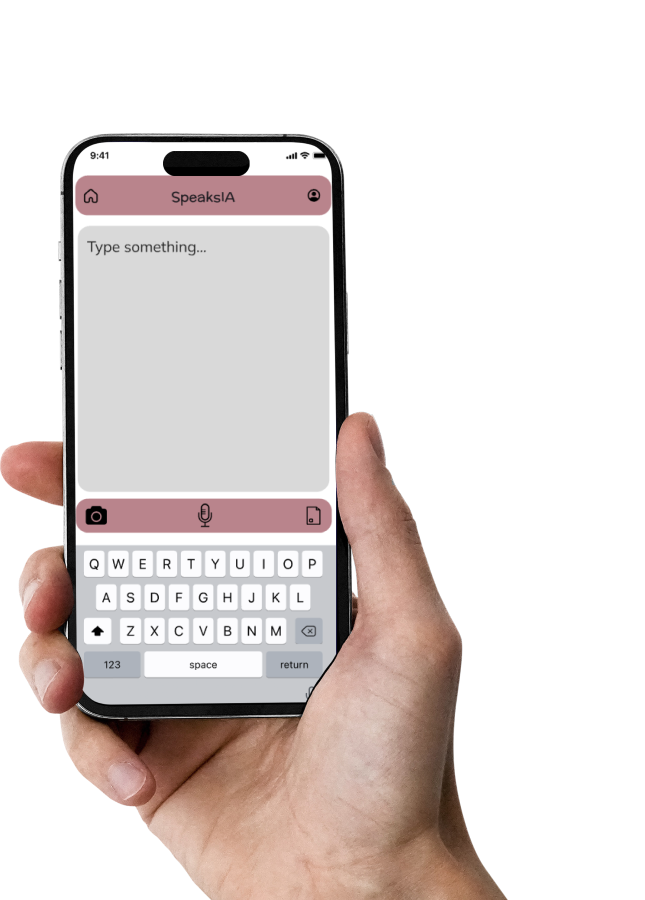 9:41
SpeaksIA
Type something...
Q W E R T Y U I O P
A S D F G H J K L
Z X C V B N M
123 space return